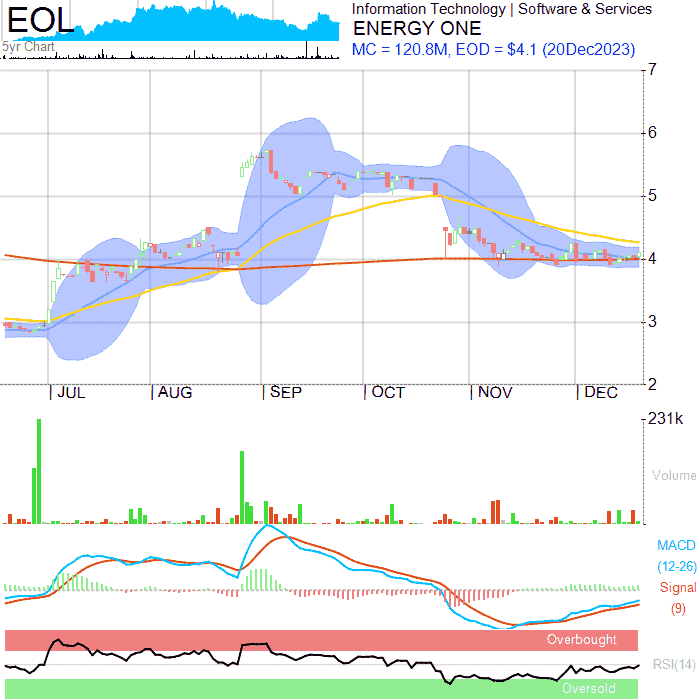 EOL
Information Technology | Software & Services
ENERGY ONE
5yr Chart
MC = 120.8M, EOD = $4.1 (20Dec2023)
7
6
5
4
3
2
JUL AUG SEP OCT NOV DEC
231k
Volume
MACD
(12-26)
Signal
(9)
Overbought
RSI(14)
Oversold